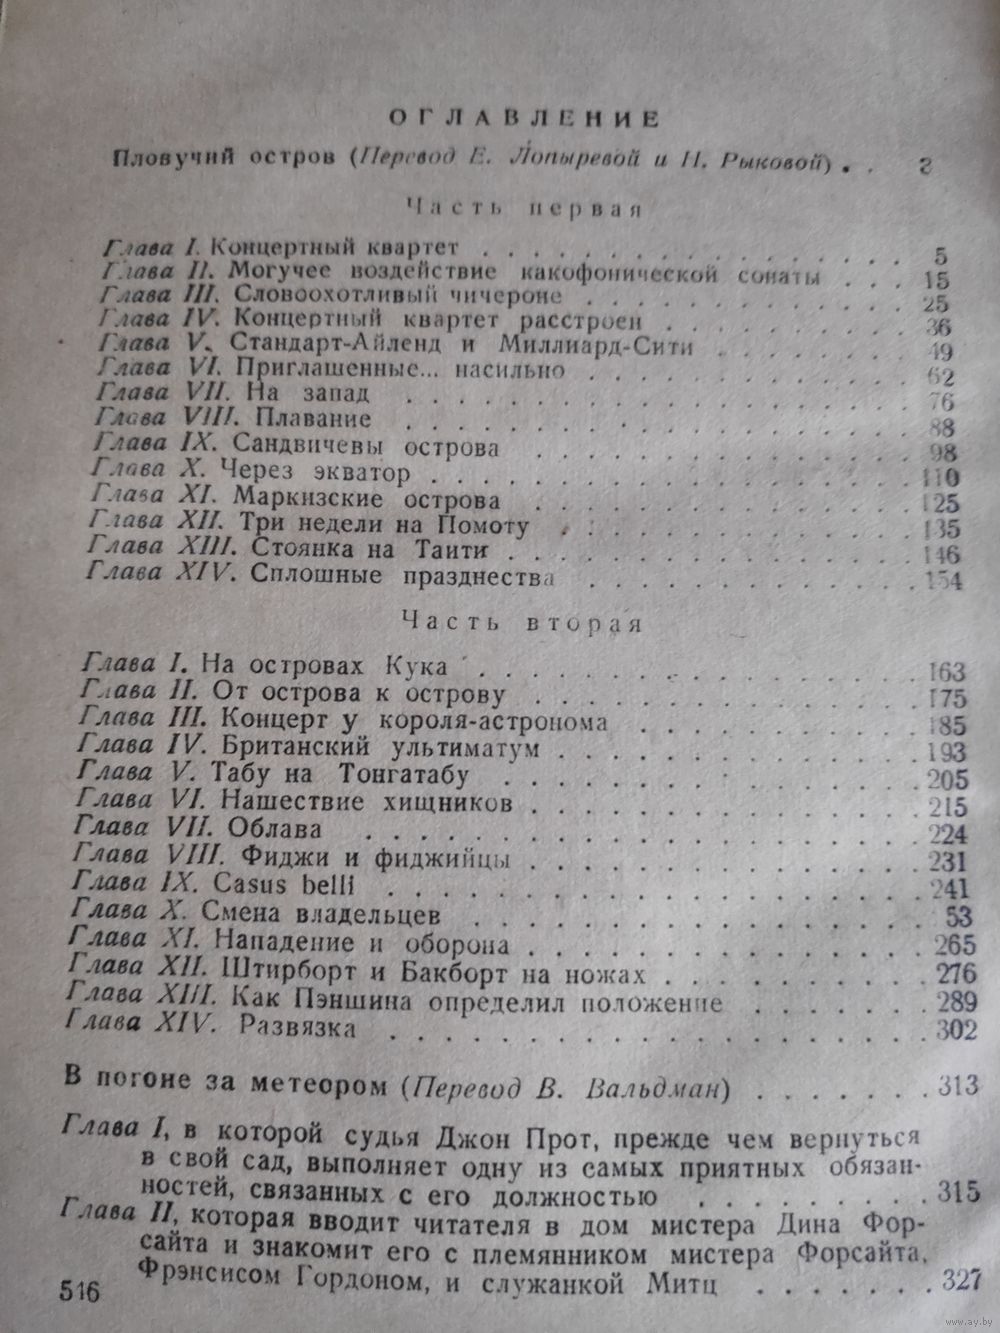 ОГЛАВЛЕНИЕ
Пловучий остров (Перевод Е. Лопыревой и Н. Рыковой) . . 3
Часть первая
Глава I. Концертный квартет . . . . . . . . . . . . . . . . 5
Глава II. Могучее воздействие какофонической сонаты . . . 15
Глава III. Словоохотливый чичероне . . . . . . . . . . . . 25
Глава IV. Концертный квартет расстроен . . . . . . . . . 36
Глава V. Стандарт-Айленд и Миллиард-Сити . . . . . . . 49
Глава VI. Приглашенные... насильно . . . . . . . . . . . . 62
Глава VII. На запад . . . . . . . . . . . . . . . . . . . 76
Глава VIII. Плавание . . . . . . . . . . . . . . . . . . . 88
Глава IX. Сандвичевы острова . . . . . . . . . . . . . . 98
Глава X. Через экватор . . . . . . . . . . . . . . . . . . 110
Глава XI. Маркизские острова . . . . . . . . . . . . . . 125
Глава XII. Три недели на Помоту . . . . . . . . . . . . . 135
Глава XIII. Стоянка на Таити . . . . . . . . . . . . . . . 146
Глава XIV. Сплошные празднества . . . . . . . . . . . . 154
Часть вторая
Глава I. На островах Кука . . . . . . . . . . . . . . . . 163
Глава II. От острова к острову . . . . . . . . . . . . . . 175
Глава III. Концерт у короля-астронома . . . . . . . . . . 185
Глава IV. Британский ультиматум . . . . . . . . . . . . . 193
Глава V. Табу на Тонгатабу . . . . . . . . . . . . . . . 205
Глава VI. Нашествие хищников . . . . . . . . . . . . . . 215
Глава VII. Облава . . . . . . . . . . . . . . . . . . . . 224
Глава VIII. Фиджи и фиджийцы . . . . . . . . . . . . . . 231
Глава IX. Casus belli . . . . . . . . . . . . . . . . . . . 241
Глава X. Смена владельцев . . . . . . . . . . . . . . . . 53
Глава XI. Нападение и оборона . . . . . . . . . . . . . . 265
Глава XII. Штирборт и Бакборт на ножах . . . . . . . . . 276
Глава XIII. Как Пэншина определил положение . . . . . . 289
Глава XIV. Развязка . . . . . . . . . . . . . . . . . . . 302
В погоне за метеором (Перевод В. Вальдман) . . . . . . . 313
Глава I, в которой судья Джон Прот, прежде чем вернуться
в свой сад, выполняет одну из самых приятных обязан-
ностей, связанных с его должностью . . . . . . . . 315
Глава II, которая вводит читателя в дом мистера Дина Фор-
сайта и знакомит его с племянником мистера Форсайта,
Фрэнсисом Гордоном, и служанкой Митц . . . . . . . 327
516
www.ay.by